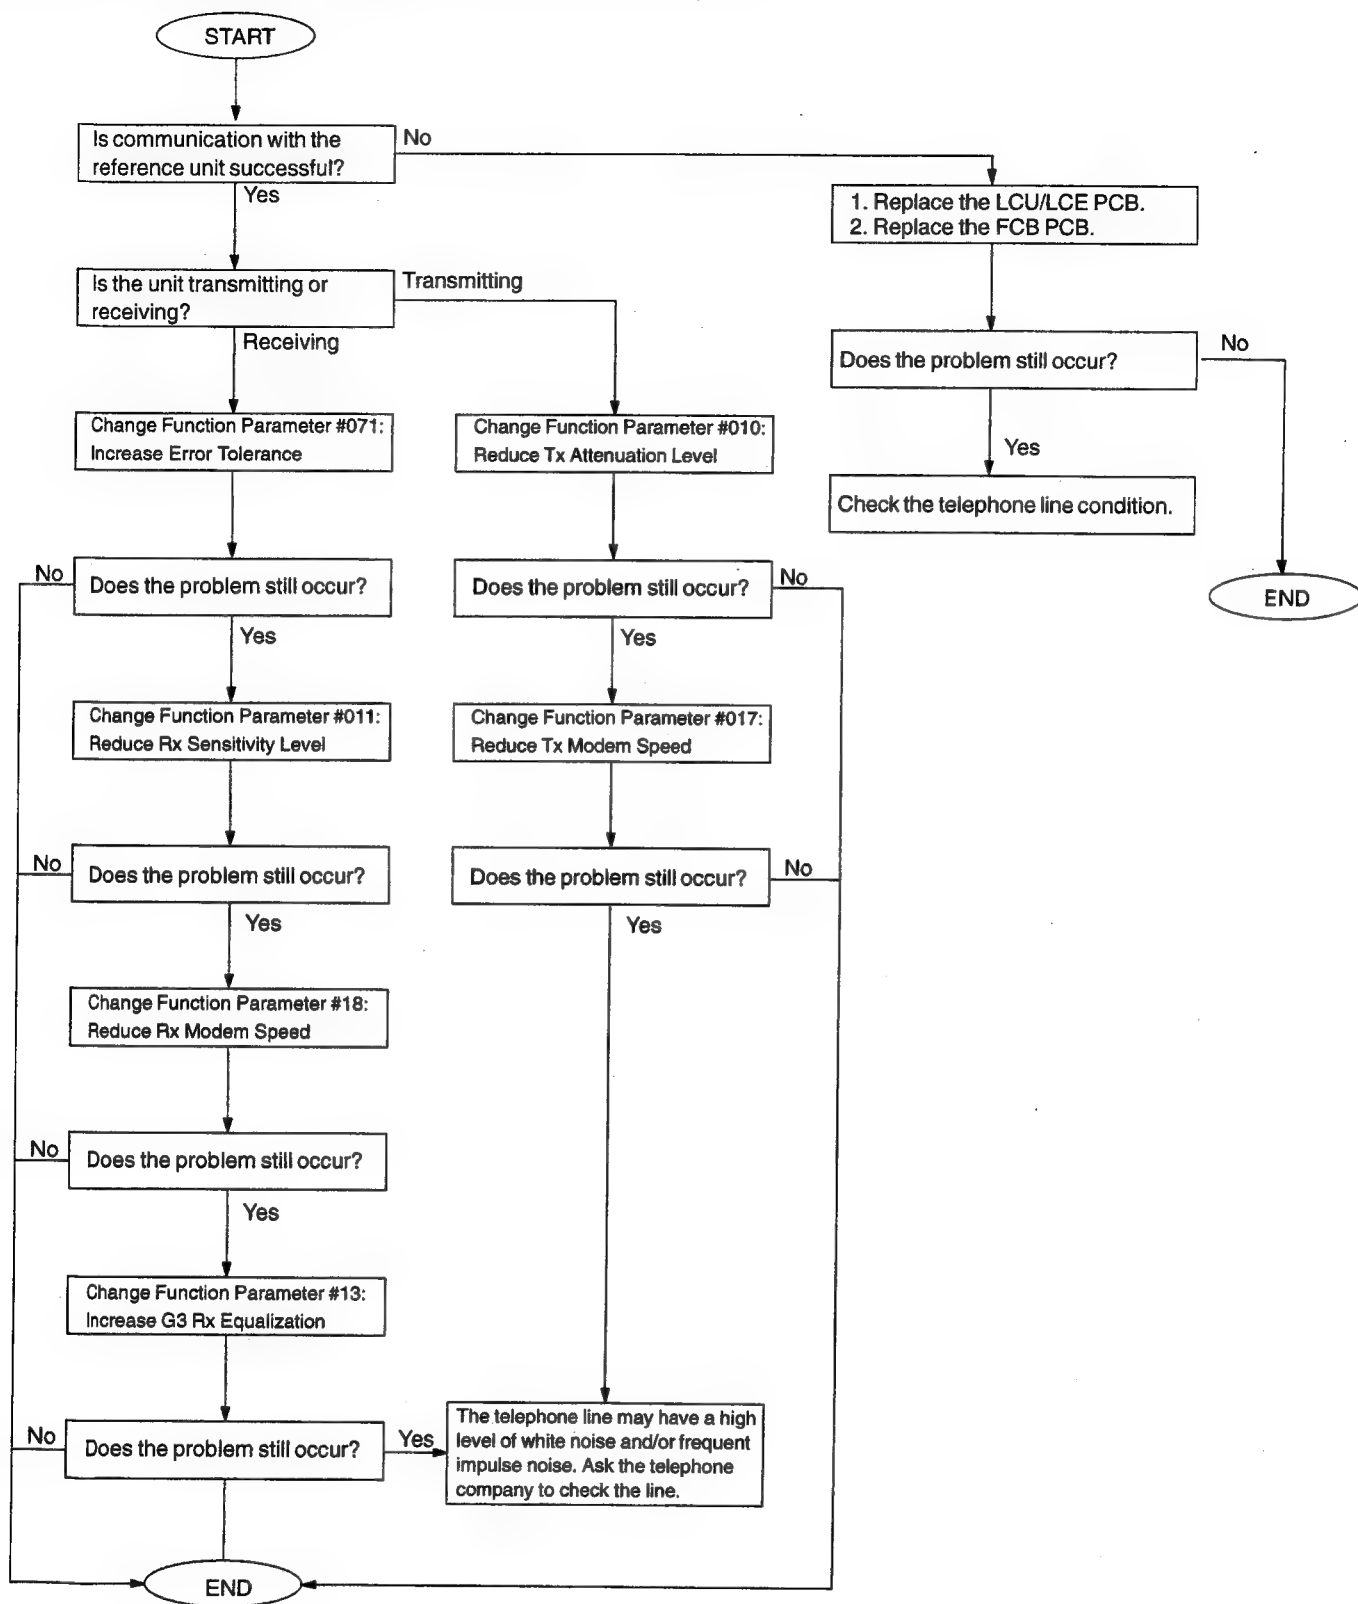 START
Is communication with the
reference unit successful?
No
Yes
1. Replace the LCU/LCE PCB.
2. Replace the FCB PCB.
Is the unit transmitting or
receiving?
Transmitting
Receiving
Does the problem still occur?
No
Yes
Check the telephone line condition.
END
Change Function Parameter #071:
Increase Error Tolerance
Change Function Parameter #010:
Reduce Tx Attenuation Level
No
Does the problem still occur?
Yes
Does the problem still occur?
No
Yes
Change Function Parameter #011:
Reduce Rx Sensitivity Level
Change Function Parameter #017:
Reduce Tx Modem Speed
No
Does the problem still occur?
Yes
Does the problem still occur?
No
Yes
Change Function Parameter #18:
Reduce Rx Modem Speed
No
Does the problem still occur?
Yes
Change Function Parameter #13:
Increase G3 Rx Equalization
No
Does the problem still occur?
Yes
The telephone line may have a high
level of white noise and/or frequent
impulse noise. Ask the telephone
company to check the line.
END